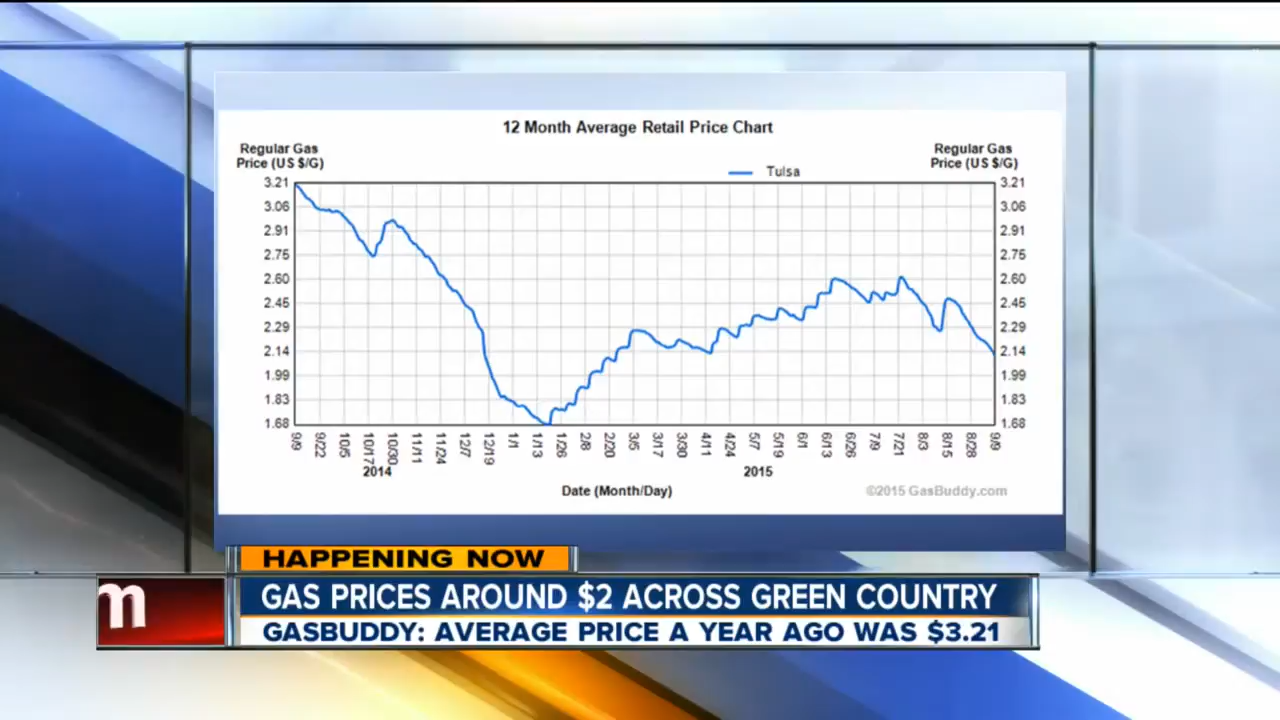 12 Month Average Retail Price Chart
Regular Gas
Price (US $/G)
Regular Gas
Price (US $/G)
Tulsa
3.21
3.21
3.06
3.06
2.91
2.91
2.75
2.75
2.60
2.60
2.45
2.45
2.29
2.29
2.14
2.14
1.99
1.99
1.83
1.83
1.68
1.68
9/9 9/22 10/5 10/17 10/30 11/11 11/24 12/7 12/19 1/1 1/13 1/26 2/8 2/20 3/5 3/17 3/30 4/11 4/24 5/7 5/19 6/1 6/13 6/26 7/9 7/21 8/3 8/15 8/28 9/9
2014
2015
Date (Month/Day)
©2015 GasBuddy.com
HAPPENING NOW
m
GAS PRICES AROUND $2 ACROSS GREEN COUNTRY
GASBUDDY: AVERAGE PRICE A YEAR AGO WAS $3.21